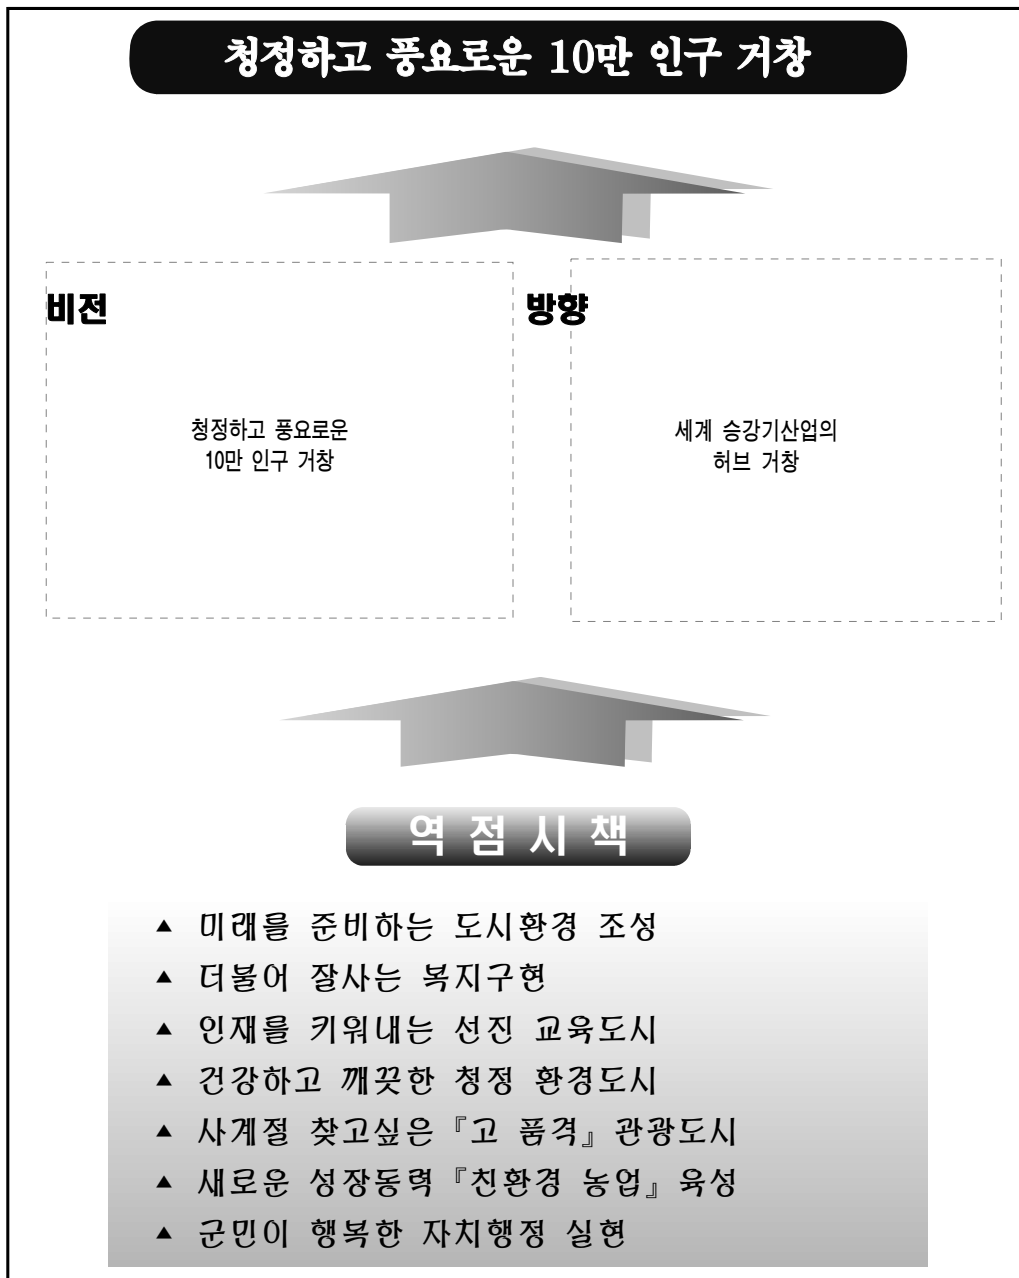 청정하고 풍요로운 10만 인구 거창
비전
청정하고 풍요로운
10만 인구 거창
방향
세계 승강기산업의
허브 거창
역점시책
▲ 미래를 준비하는 도시환경 조성
▲ 더불어 잘사는 복지구현
▲ 인재를 키워내는 선진 교육도시
▲ 건강하고 깨끗한 청정 환경도시
▲ 사계절 찾고싶은『고 품격』관광도시
▲ 새로운 성장동력『친환경 농업』육성
▲ 군민이 행복한 자치행정 실현